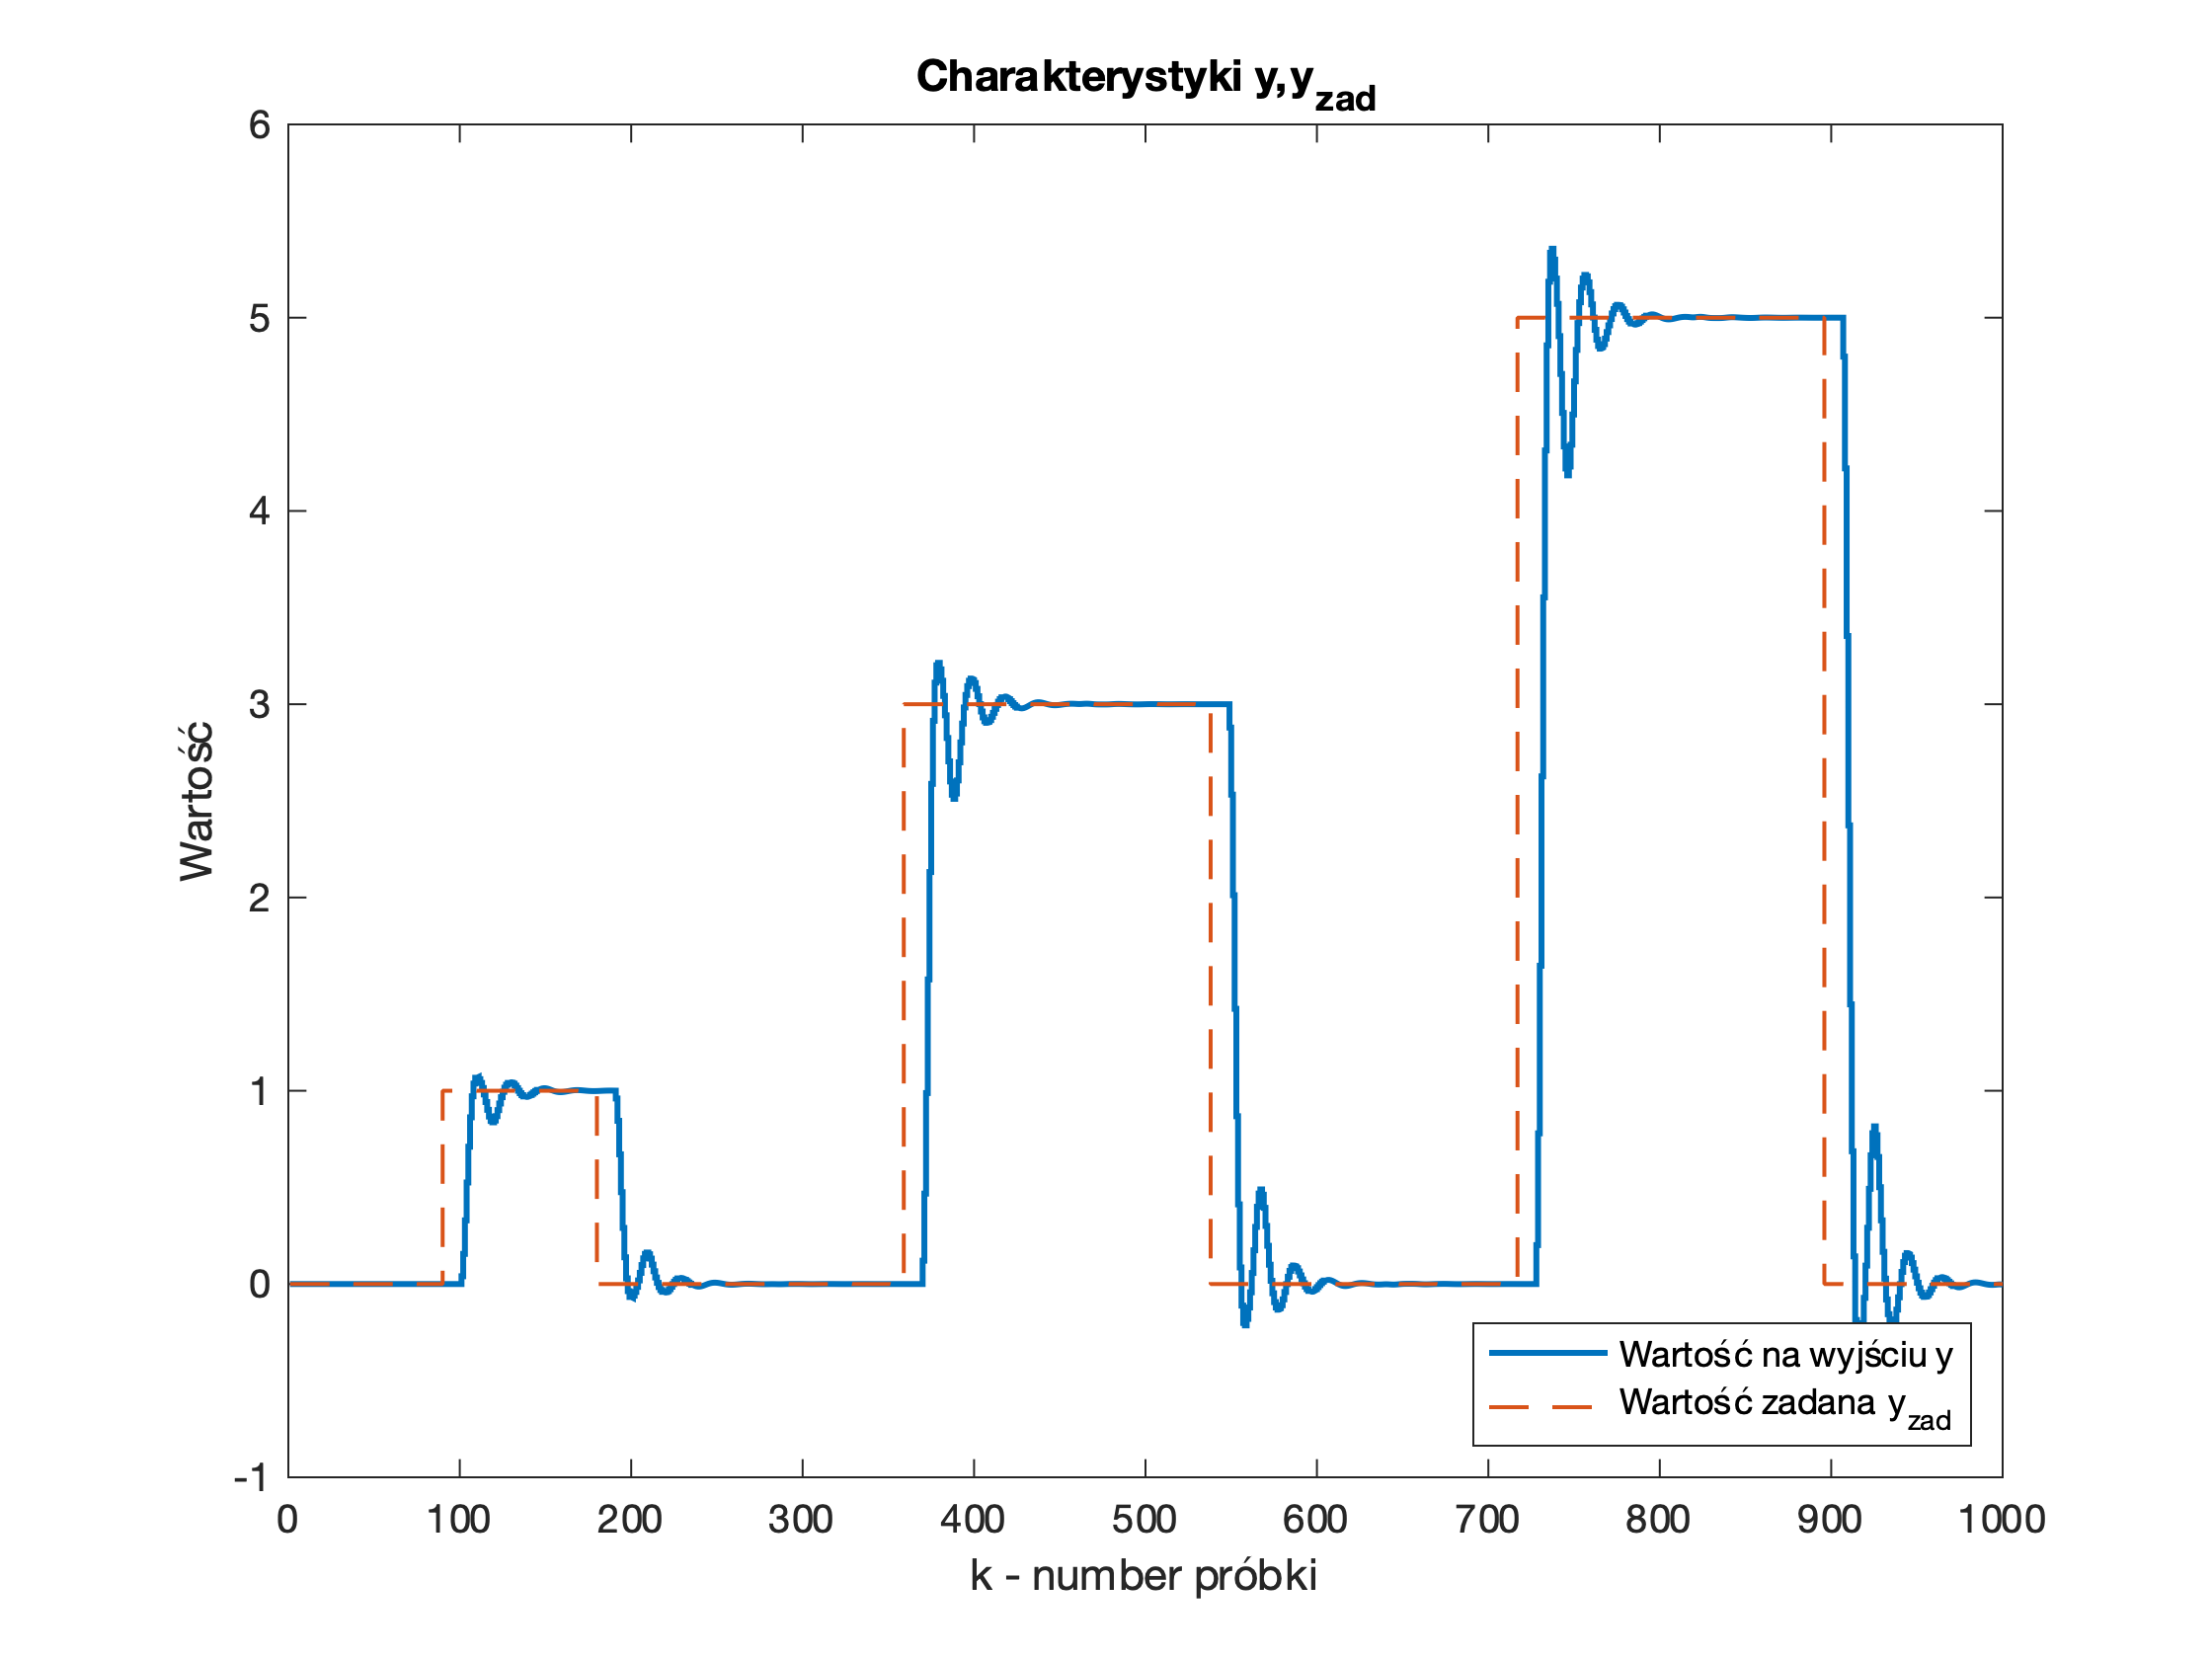 Charakterystyki y,y_zad
6
5
4
3
2
1
0
-1
Wartość
0 100 200 300 400 500 600 700 800 900 1000
k - number próbki
Wartość na wyjściu y
Wartość zadana y_zad